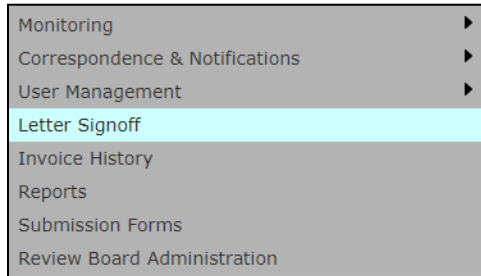 Monitoring
Correspondence & Notifications
User Management
Letter Signoff
Invoice History
Reports
Submission Forms
Review Board Administration